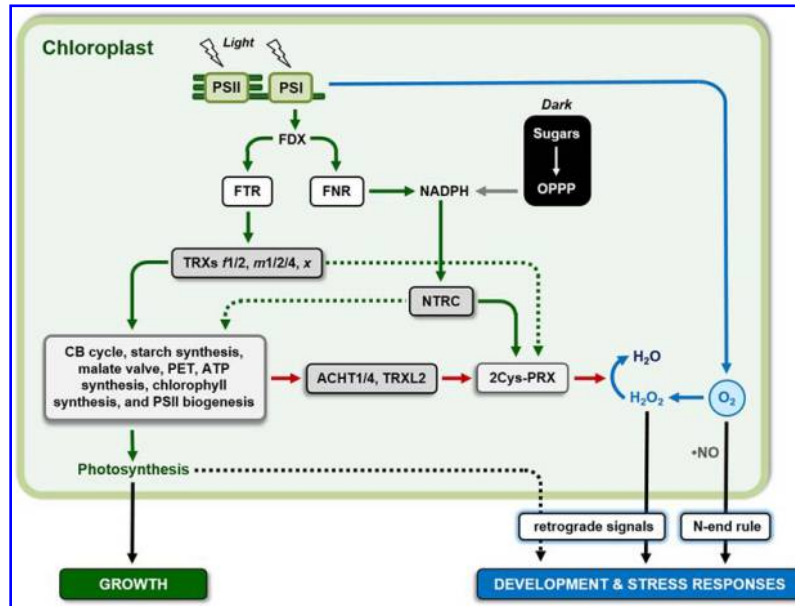 Chloroplast
Light
PSII
PSI
Dark
Sugars
OPPP
FDX
FTR
FNR
NADPH
TRXs f1/2, m1/2/4, x
NTRC
CB cycle, starch synthesis,
malate valve, PET, ATP
synthesis, chlorophyll
synthesis, and PSII biogenesis
ACHT1/4, TRXL2
2Cys-PRX
H₂O
H₂O₂
O₂
•NO
Photosynthesis
retrograde signals
N-end rule
GROWTH
DEVELOPMENT & STRESS RESPONSES